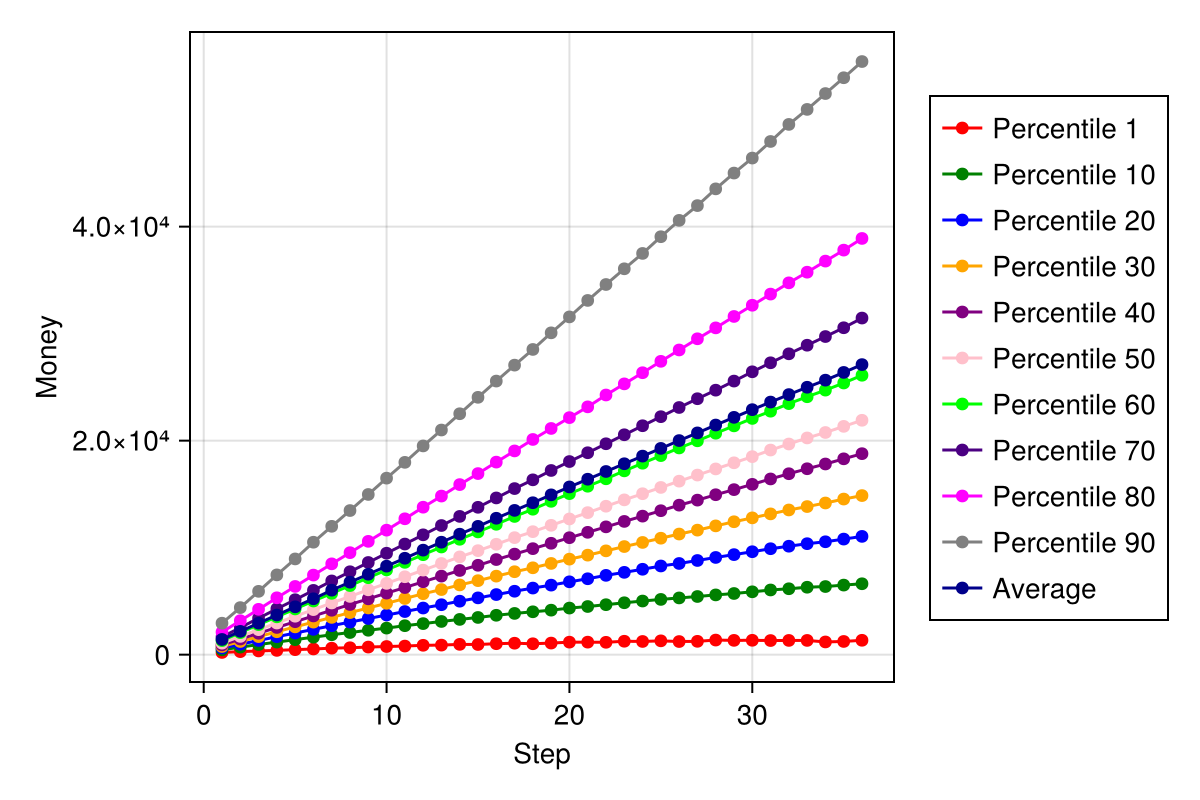 Money
4.0×10⁴
2.0×10⁴
0
0 10 20 30
Step
Percentile 1
Percentile 10
Percentile 20
Percentile 30
Percentile 40
Percentile 50
Percentile 60
Percentile 70
Percentile 80
Percentile 90
Average